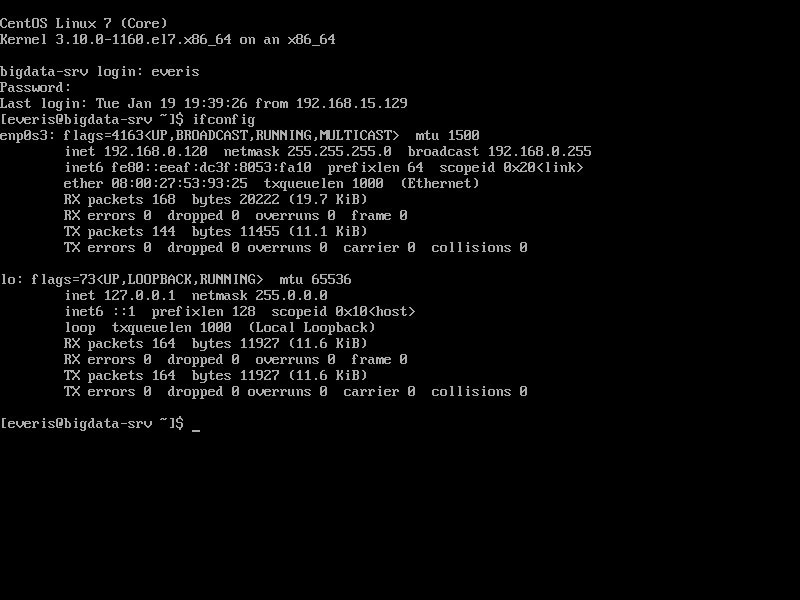 CentOS Linux 7 (Core)
Kernel 3.10.0-1160.el7.x86_64 on an x86_64
bigdata-srv login: everis
Password:
Last login: Tue Jan 19 19:39:26 from 192.168.15.129
[everis@bigdata-srv ~]$ ifconfig
enp0s3: flags=4163<UP,BROADCAST,RUNNING,MULTICAST>  mtu 1500
        inet 192.168.0.120  netmask 255.255.255.0  broadcast 192.168.0.255
        inet6 fe80::eeaf:dc3f:8053:fa10  prefixlen 64  scopeid 0x20<link>
        ether 08:00:27:53:93:25  txqueuelen 1000  (Ethernet)
        RX packets 168  bytes 20222 (19.7 KiB)
        RX errors 0  dropped 0  overruns 0  frame 0
        TX packets 144  bytes 11455 (11.1 KiB)
        TX errors 0  dropped 0 overruns 0  carrier 0  collisions 0
lo: flags=73<UP,LOOPBACK,RUNNING>  mtu 65536
        inet 127.0.0.1  netmask 255.0.0.0
        inet6 ::1  prefixlen 128  scopeid 0x10<host>
        loop  txqueuelen 1000  (Local Loopback)
        RX packets 164  bytes 11927 (11.6 KiB)
        RX errors 0  dropped 0  overruns 0  frame 0
        TX packets 164  bytes 11927 (11.6 KiB)
        TX errors 0  dropped 0 overruns 0  carrier 0  collisions 0
[everis@bigdata-srv ~]$ _